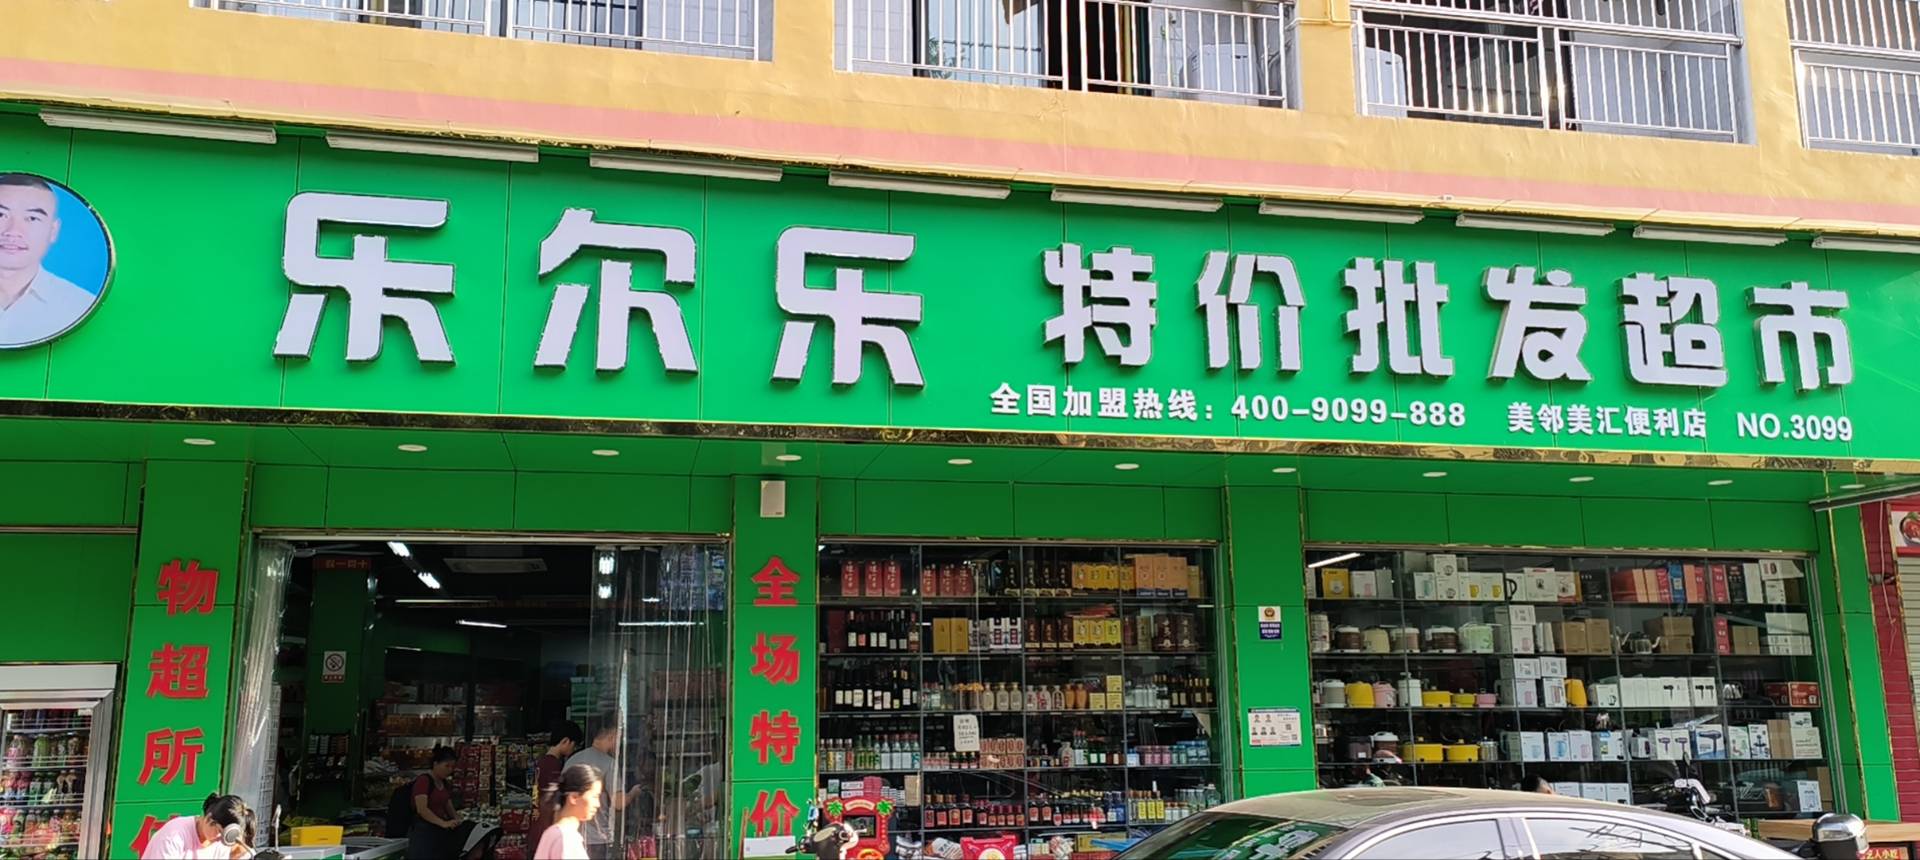 乐尔乐 特价批发超市
全国加盟热线：400-9099-888 美邻美汇便利店 NO.3099
物超所
全场特价